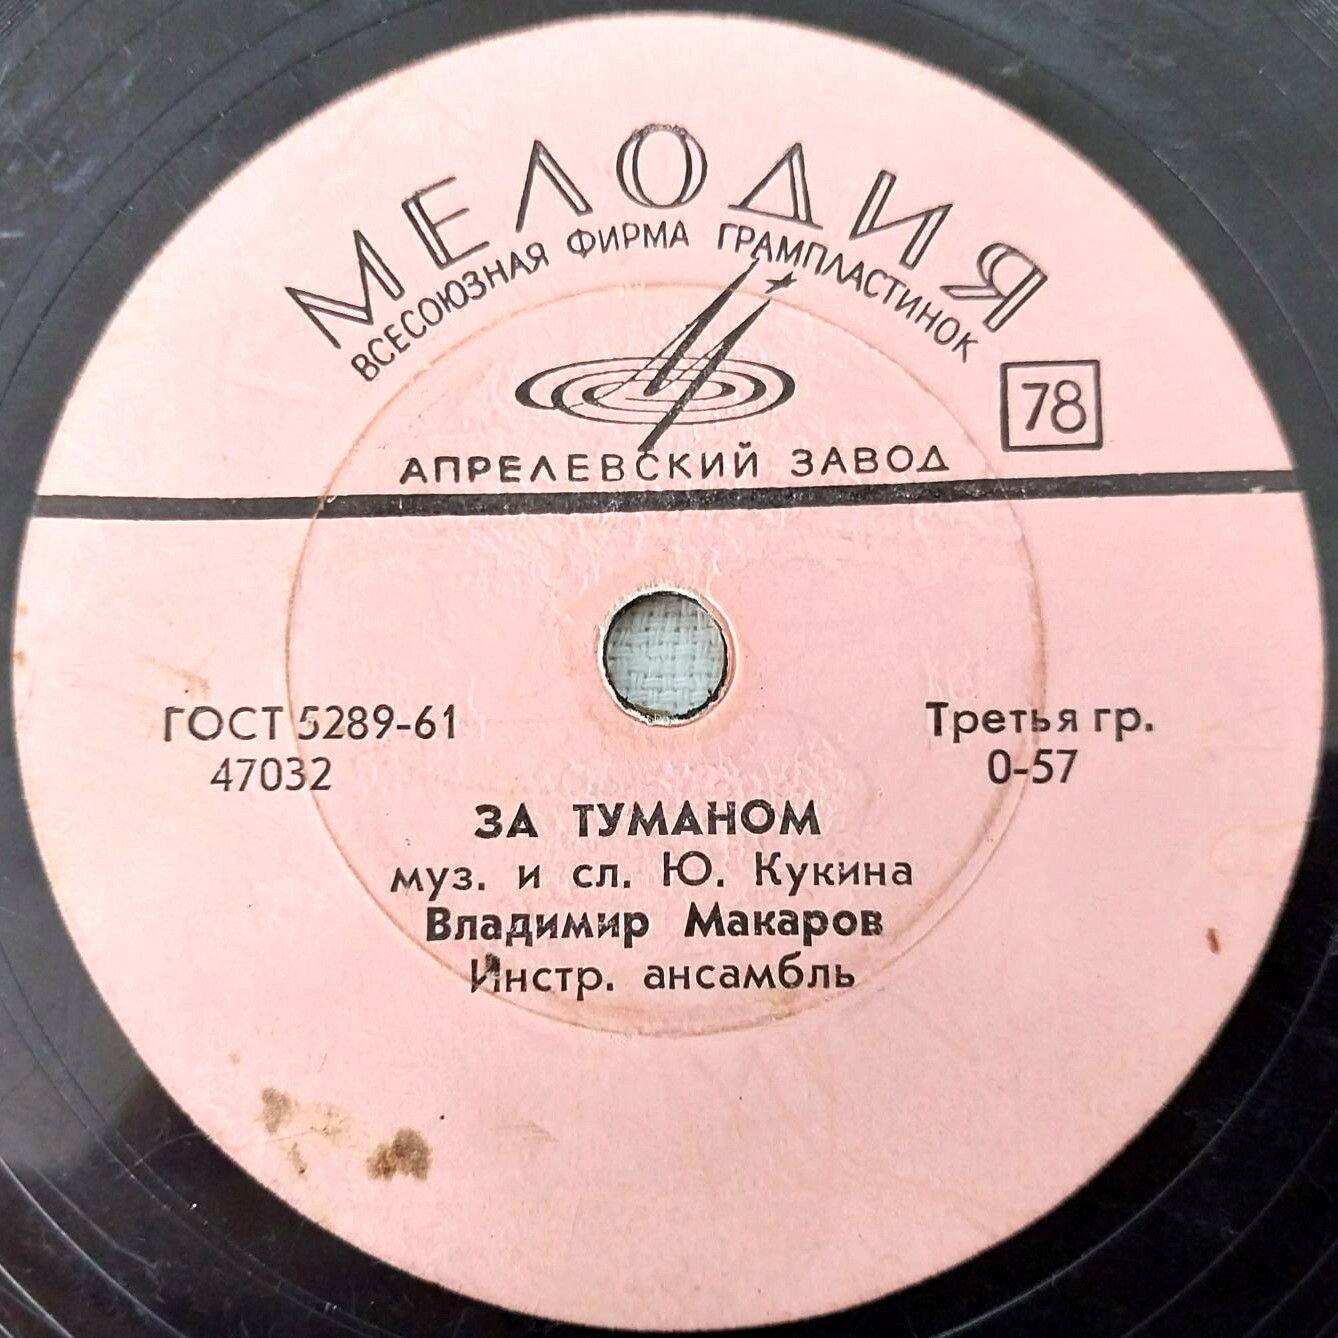 МЕЛОДИЯ
ВСЕСОЮЗНАЯ ФИРМА ГРАМПЛАСТИНОК
78
АПРЕЛЕВСКИЙ ЗАВОД
ГОСТ 5289-61
47032
Третья гр.
0-57
ЗА ТУМАНОМ
муз. и сл. Ю. Кукина
Владимир Макаров
Инстр. ансамбль